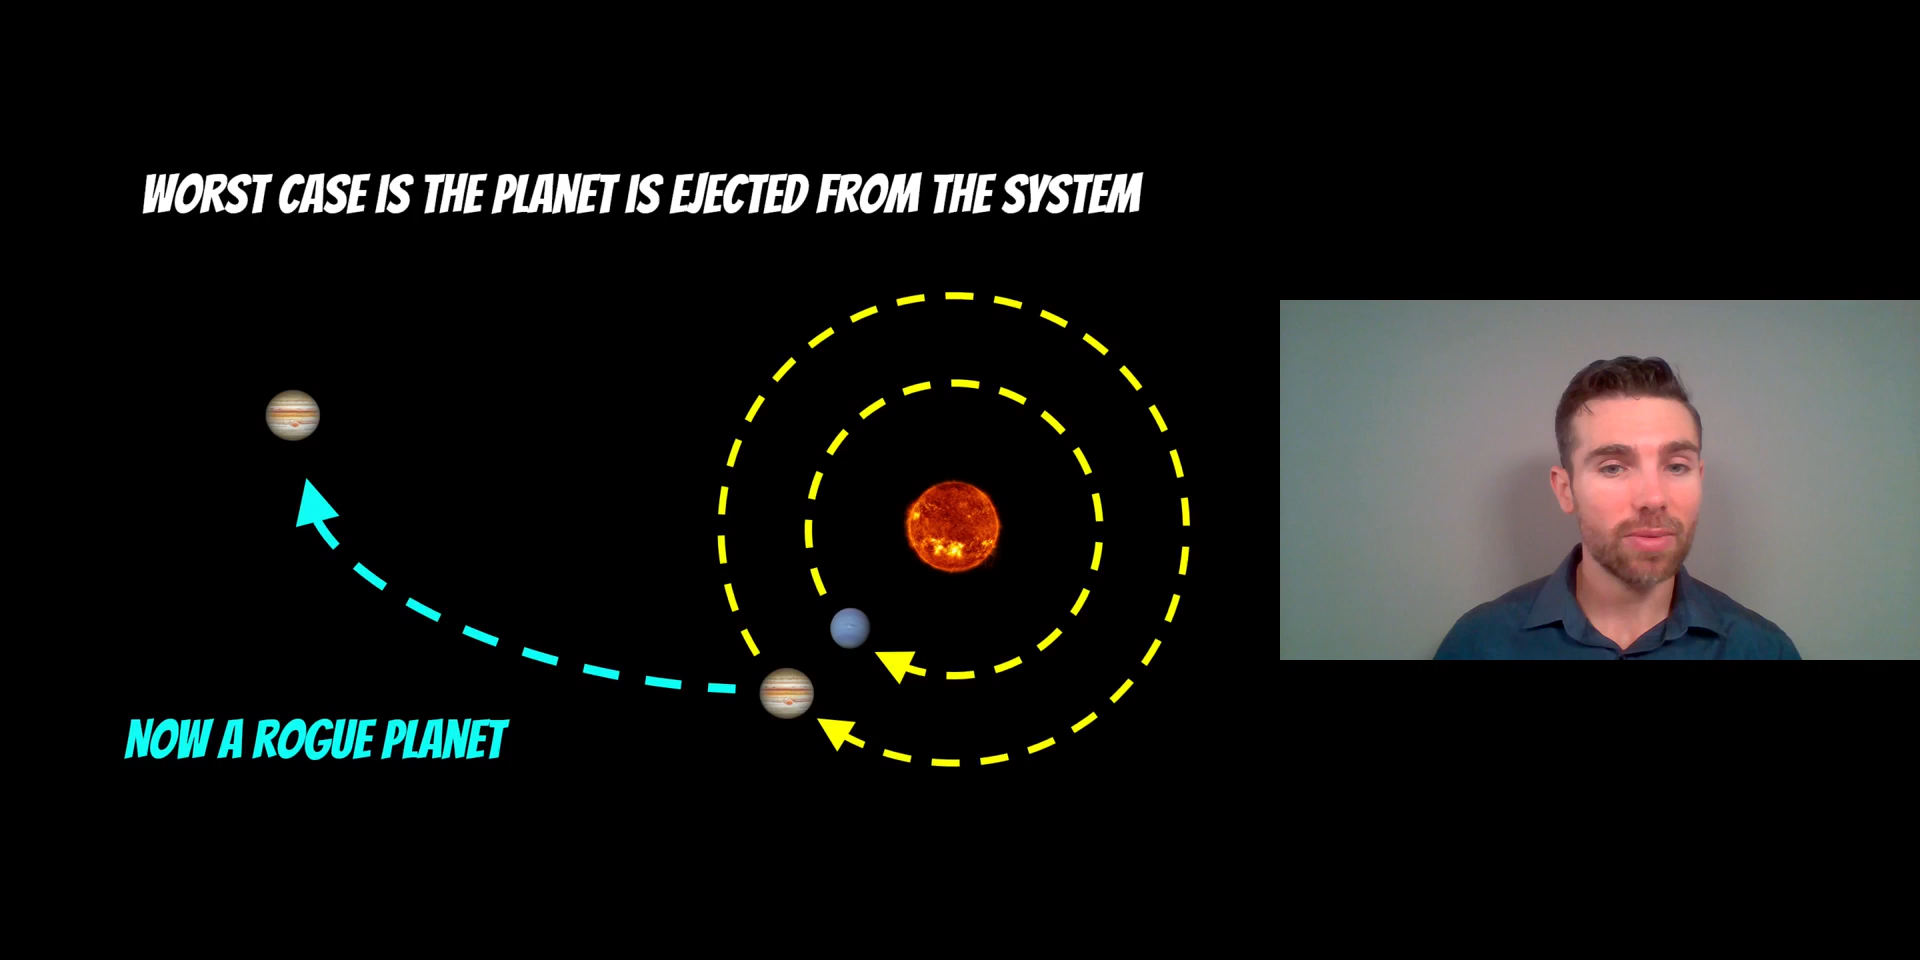 WORST CASE IS THE PLANET IS EJECTED FROM THE SYSTEM
NOW A ROGUE PLANET